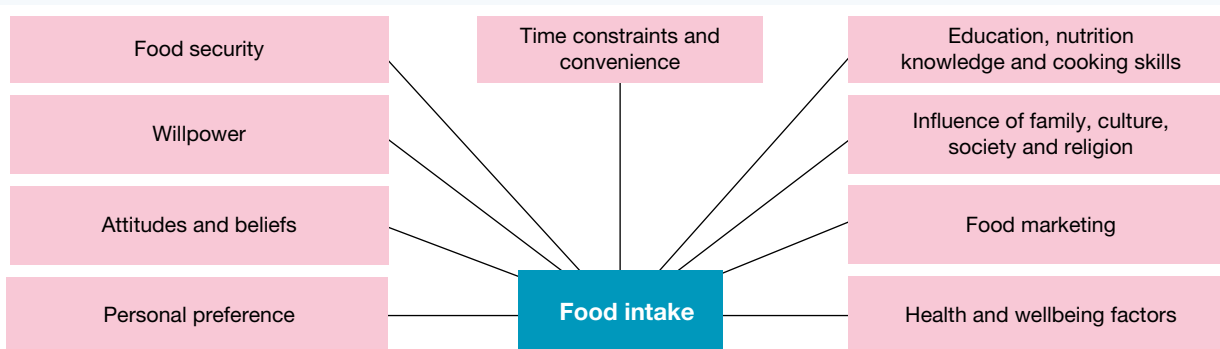 Food security
Time constraints and
convenience
Education, nutrition
knowledge and cooking skills
Willpower
Influence of family, culture,
society and religion
Attitudes and beliefs
Food marketing
Personal preference
Food intake
Health and wellbeing factors